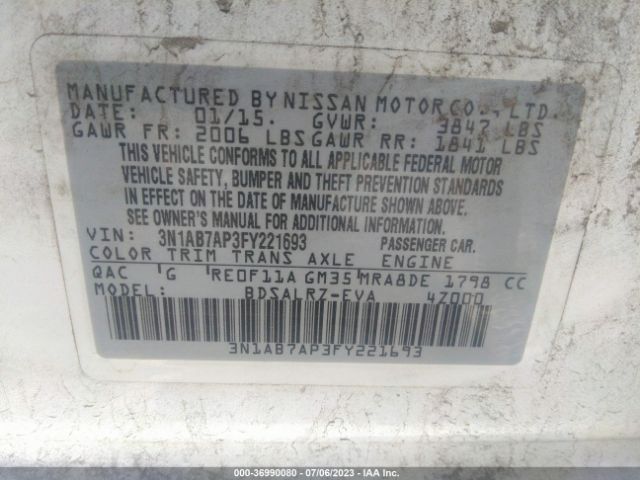 MANUFACTURED BY NISSAN MOTOR CO., LTD.
DATE: 01/15. GVWR: 3847 LBS
GAWR FR: 2006 LBS GAWR RR: 1841 LBS
THIS VEHICLE CONFORMS TO ALL APPLICABLE FEDERAL MOTOR
VEHICLE SAFETY, BUMPER AND THEFT PREVENTION STANDARDS
IN EFFECT ON THE DATE OF MANUFACTURE SHOWN ABOVE.
SEE OWNER'S MANUAL FOR ADDITIONAL INFORMATION.
VIN: 3N1AB7AP3FY221693 PASSENGER CAR.
COLOR TRIM TRANS AXLE ENGINE
QAC G RE0F11A GM35 MRA8DE 1798 CC
MODEL: BDSALRZ-EVA 4Z000
3N1AB7AP3FY221693
000-36990080 - 07/06/2023 - IAA Inc.